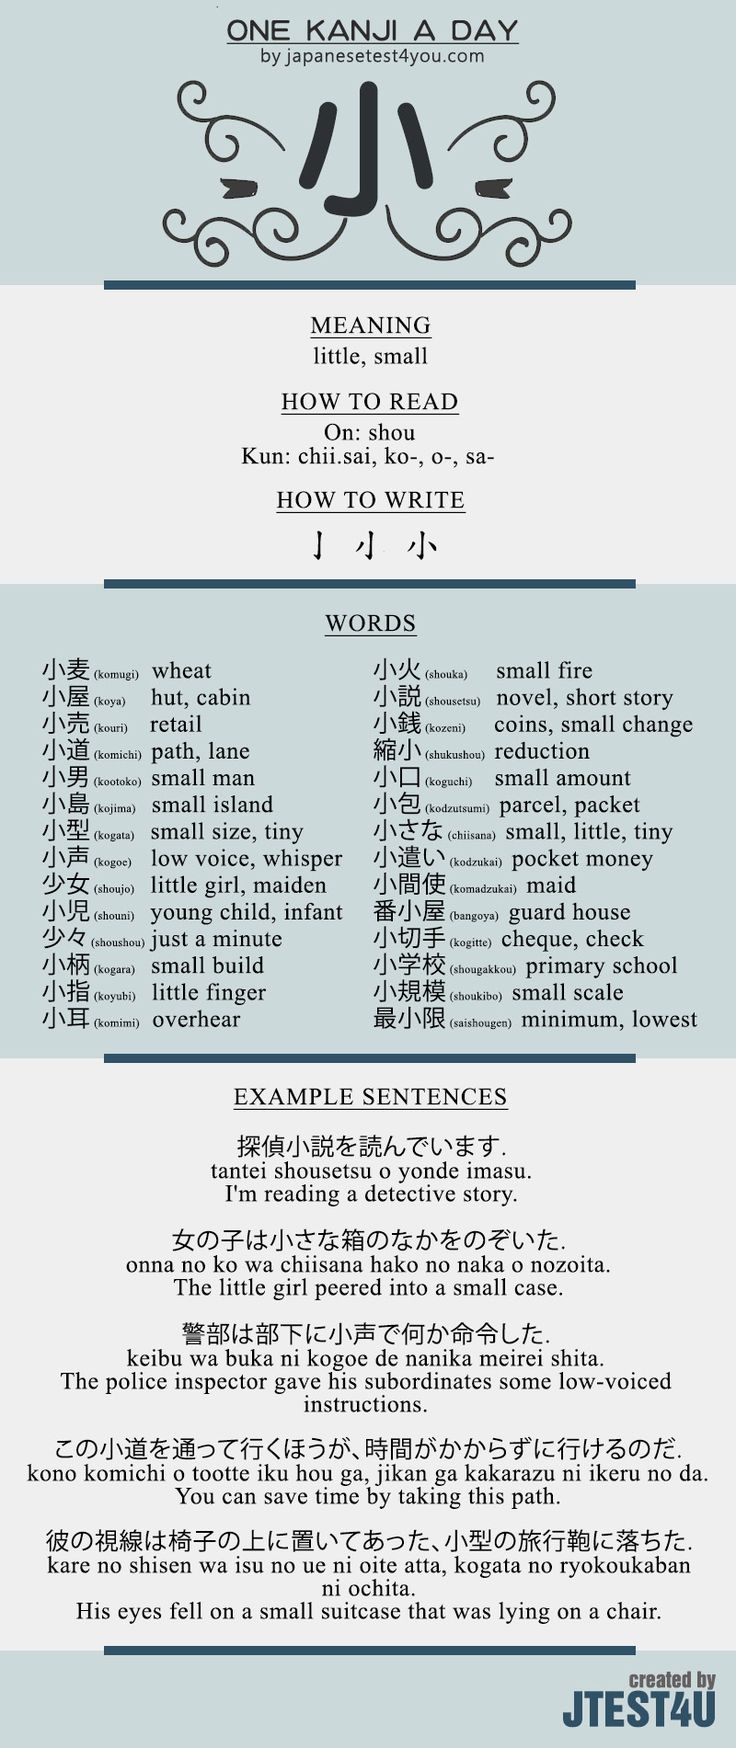 ONE KANJI A DAY
by japanesetest4you.com
小
MEANING
little, small
HOW TO READ
On: shou
Kun: chii.sai, ko-, o-, sa-
HOW TO WRITE
亅 小 小
WORDS
小麦 (komugi) wheat
小屋 (koya) hut, cabin
小売 (kouri) retail
小道 (komichi) path, lane
小男 (kootoko) small man
小島 (kojima) small island
小型 (kogata) small size, tiny
小声 (kogoe) low voice, whisper
少女 (shoujo) little girl, maiden
小児 (shouni) young child, infant
少々 (shoushou) just a minute
小柄 (kogara) small build
小指 (koyubi) little finger
小耳 (komimi) overhear
小火 (shouka) small fire
小説 (shousetsu) novel, short story
小銭 (kozeni) coins, small change
縮小 (shukushou) reduction
小口 (koguchi) small amount
小包 (kodzutsumi) parcel, packet
小さな (chiisana) small, little, tiny
小遣い (kodzukai) pocket money
小間使 (komadzukai) maid
番小屋 (bangoya) guard house
小切手 (kogitte) cheque, check
小学校 (shougakkou) primary school
小規模 (shoukibo) small scale
最小限 (saishougen) minimum, lowest
EXAMPLE SENTENCES
探偵小説を読んでいます.
tantei shousetsu o yonde imasu.
I'm reading a detective story.
女の子は小さな箱のなかをのぞいた.
onna no ko wa chiisana hako no naka o nozoita.
The little girl peered into a small case.
警部は部下に小声で何か命令した.
keibu wa buka ni kogoe de nanika meirei shita.
The police inspector gave his subordinates some low-voiced
instructions.
この小道を通って行くほうが､時間がかからずに行けるのだ.
kono komichi o tootte iku hou ga, jikan ga kakarazu ni ikeru no da.
You can save time by taking this path.
彼の視線は椅子の上に置いてあった､小型の旅行鞄に落ちた.
kare no shisen wa isu no ue ni oite atta, kogata no ryokoukaban
ni ochita.
His eyes fell on a small suitcase that was lying on a chair.
created by
JTEST4U